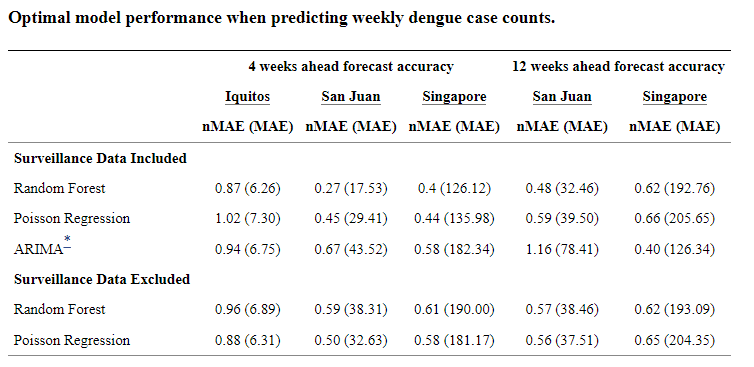 Optimal model performance when predicting weekly dengue case counts.
4 weeks ahead forecast accuracy 12 weeks ahead forecast accuracy
Iquitos San Juan Singapore San Juan Singapore
nMAE (MAE) nMAE (MAE) nMAE (MAE) nMAE (MAE) nMAE (MAE)
Surveillance Data Included
Random Forest 0.87 (6.26) 0.27 (17.53) 0.4 (126.12) 0.48 (32.46) 0.62 (192.76)
Poisson Regression 1.02 (7.30) 0.45 (29.41) 0.44 (135.98) 0.59 (39.50) 0.66 (205.65)
ARIMA* 0.94 (6.75) 0.67 (43.52) 0.58 (182.34) 1.16 (78.41) 0.40 (126.34)
Surveillance Data Excluded
Random Forest 0.96 (6.89) 0.59 (38.31) 0.61 (190.00) 0.57 (38.46) 0.62 (193.09)
Poisson Regression 0.88 (6.31) 0.50 (32.63) 0.58 (181.17) 0.56 (37.51) 0.65 (204.35)